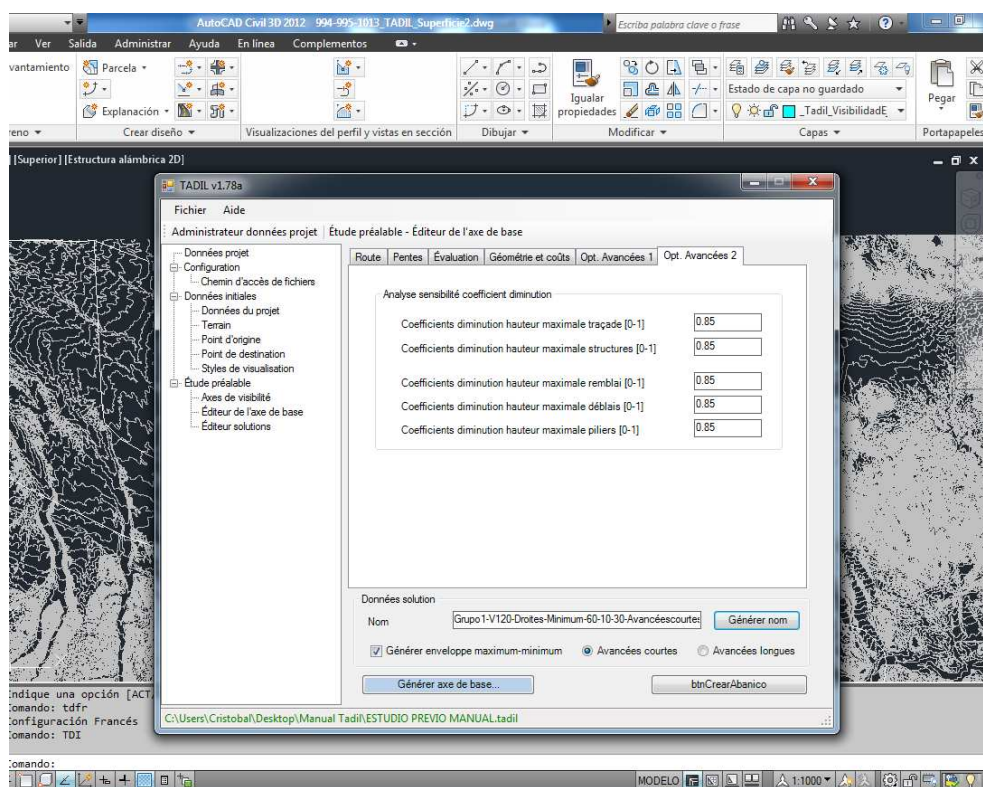 AutoCAD Civil 3D 2012 994-995-1013_TADIL_Superficie2.dwg
Escriba palabra clave o frase
ar Ver Salida Administrar Ayuda En línea Complementos
vantamiento
Parcela
Explanación
Igualar propiedades
Estado de capa no guardado
_Tadil_VisibilidadE
Pegar
reno
Crear diseño
Visualizaciones del perfil y vistas en sección
Dibujar
Modificar
Capas
Portapapeles
] [Superior] [Estructura alámbrica 2D]
TADIL v1.78a
Fichier Aide
Administrateur données projet
Étude préalable - Éditeur de l'axe de base
Données projet
Configuration
Chemin d'accès de fichiers
Données initiales
Données du projet
Terrain
Point d'origine
Point de destination
Styles de visualisation
Étude préalable
Axes de visibilité
Éditeur de l'axe de base
Éditeur solutions
Route Pentes Évaluation Géométrie et coûts Opt. Avancées 1 Opt. Avancées 2
Analyse sensibilité coefficient diminution
Coefficients diminution hauteur maximale traçade [0-1] 0.85
Coefficients diminution hauteur maximale structures [0-1] 0.85
Coefficients diminution hauteur maximale remblai [0-1] 0.85
Coefficients diminution hauteur maximale déblais [0-1] 0.85
Coefficients diminution hauteur maximale piliers [0-1] 0.85
Données solution
Nom Grupo1-V120-Droites-Minimum-60-10-30-Avancéescourtes Générer nom
Générer enveloppe maximum-minimum Avancées courtes Avancées longues
Générer axe de base... btnCrearAbanico
C:\Users\Cristobal\Desktop\Manual Tadil\ESTUDIO PREVIO MANUAL.tadil
Indique una opción [ACT
Comando: tdfr
Configuración Francés
Comando: TDI
Comando:
MODELO 1:1000